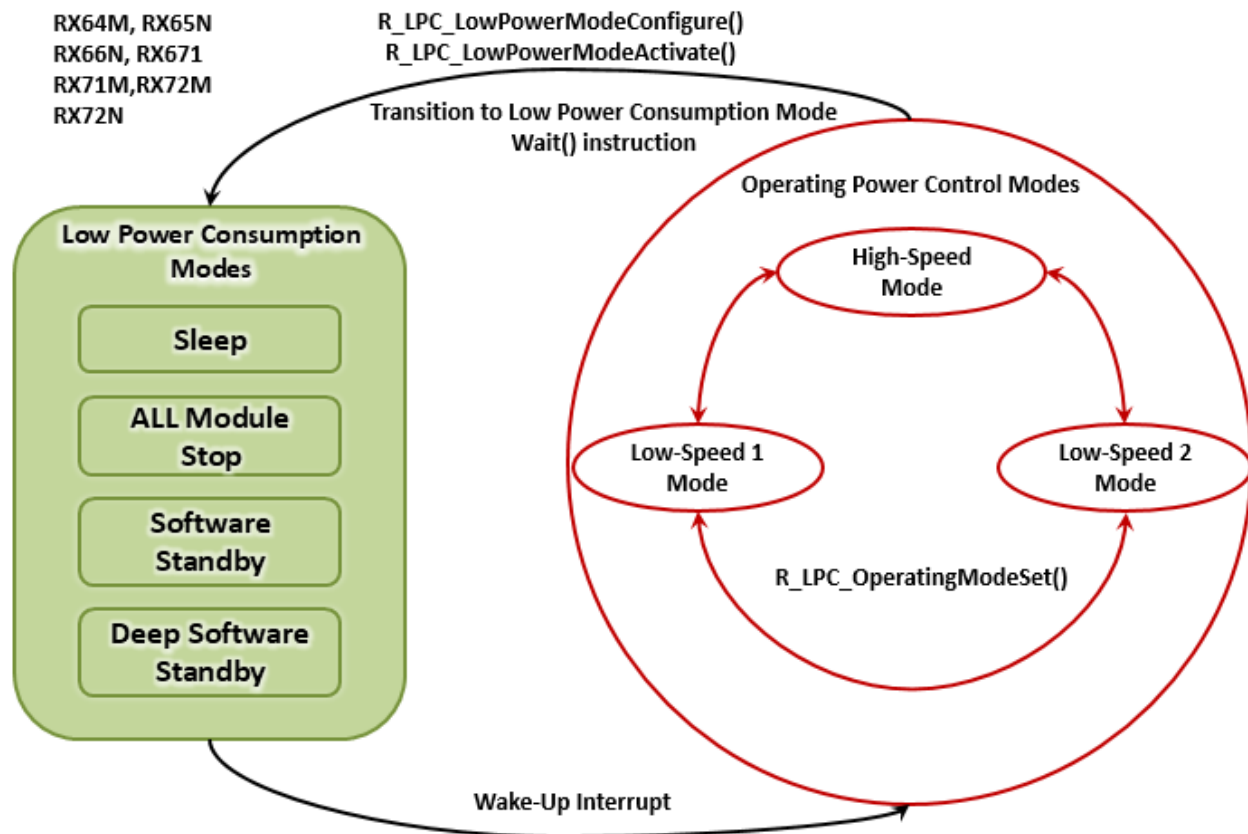 RX64M, RX65N
RX66N, RX671
RX71M,RX72M
RX72N
R_LPC_LowPowerModeConfigure()
R_LPC_LowPowerModeActivate()
Transition to Low Power Consumption Mode
Wait() instruction
Low Power Consumption
Modes
Sleep
ALL Module
Stop
Software
Standby
Deep Software
Standby
Operating Power Control Modes
High-Speed
Mode
Low-Speed 1
Mode
Low-Speed 2
Mode
R_LPC_OperatingModeSet()
Wake-Up Interrupt